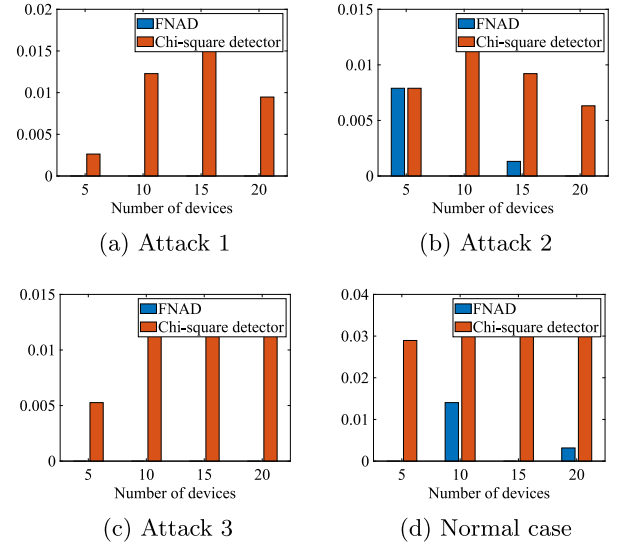 0.02
0.015
0.01
0.005
0
FNAD
Chi-square detector
5 10 15 20
Number of devices
(a) Attack 1
0.015
0.01
0.005
0
FNAD
Chi-square detector
5 10 15 20
Number of devices
(b) Attack 2
0.015
0.01
0.005
0
FNAD
Chi-square detector
5 10 15 20
Number of devices
(c) Attack 3
0.04
0.03
0.02
0.01
0
FNAD
Chi-square detector
5 10 15 20
Number of devices
(d) Normal case